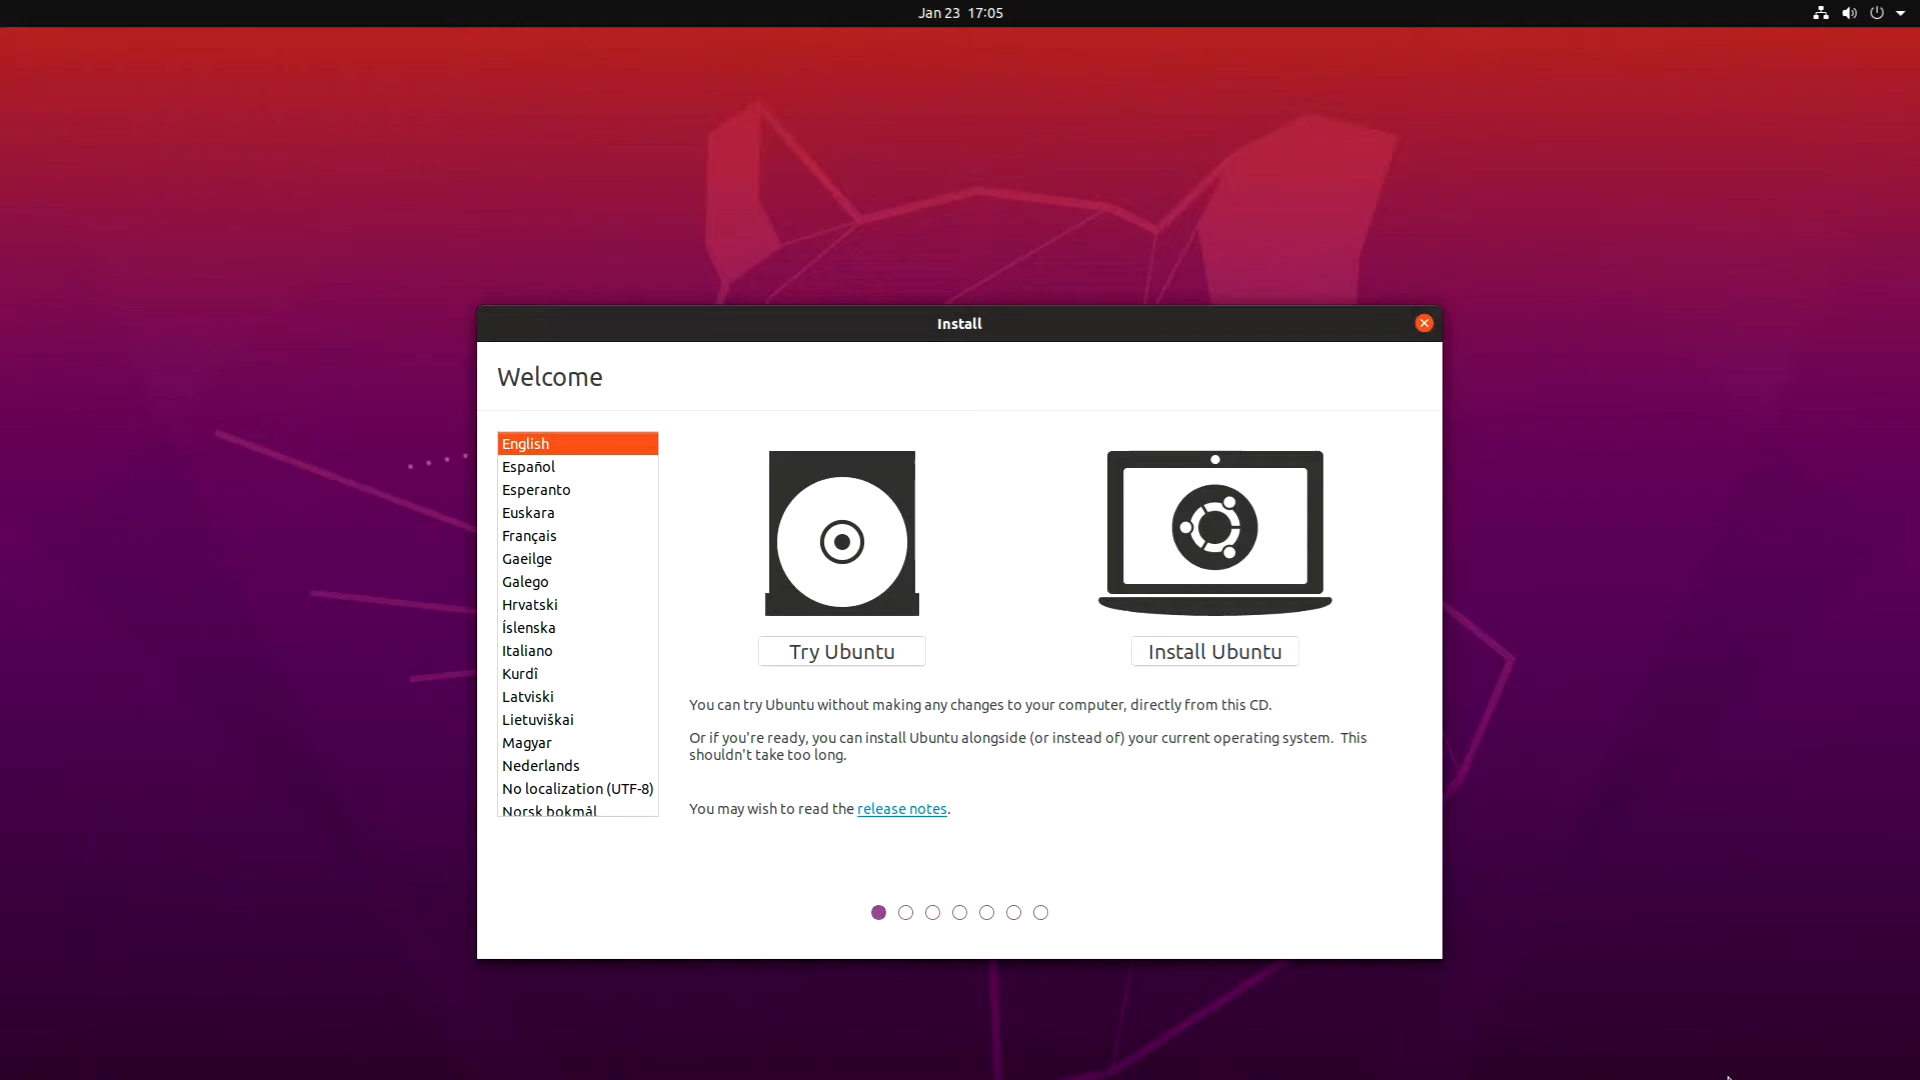 Jan 23  17:05
Install
Welcome
English
Español
Esperanto
Euskara
Français
Gaeilge
Galego
Hrvatski
Íslenska
Italiano
Kurdî
Latviski
Lietuviškai
Magyar
Nederlands
No localization (UTF-8)
Norsk bokmål
Try Ubuntu
Install Ubuntu
You can try Ubuntu without making any changes to your computer, directly from this CD.
Or if you're ready, you can install Ubuntu alongside (or instead of) your current operating system.  This
shouldn't take too long.
You may wish to read the release notes.